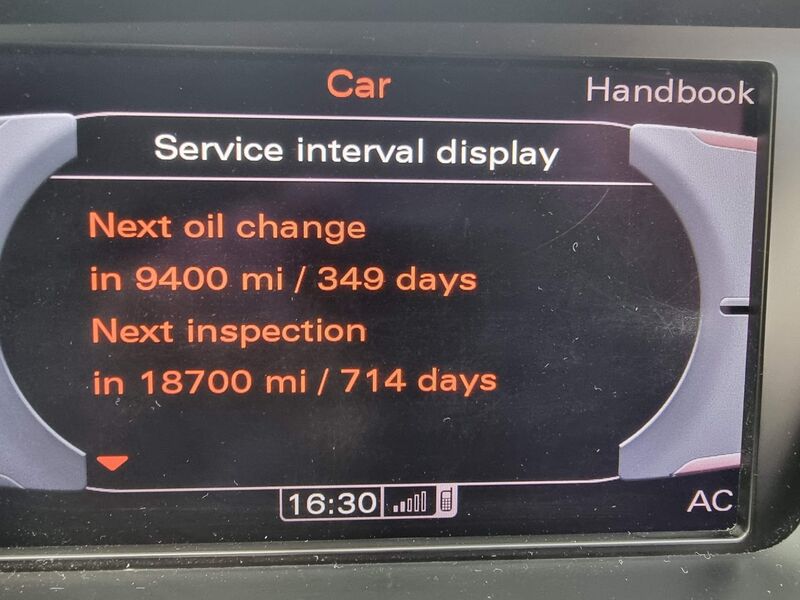 Car
Handbook
Service interval display
Next oil change
in 9400 mi / 349 days
Next inspection
in 18700 mi / 714 days
16:30
AC